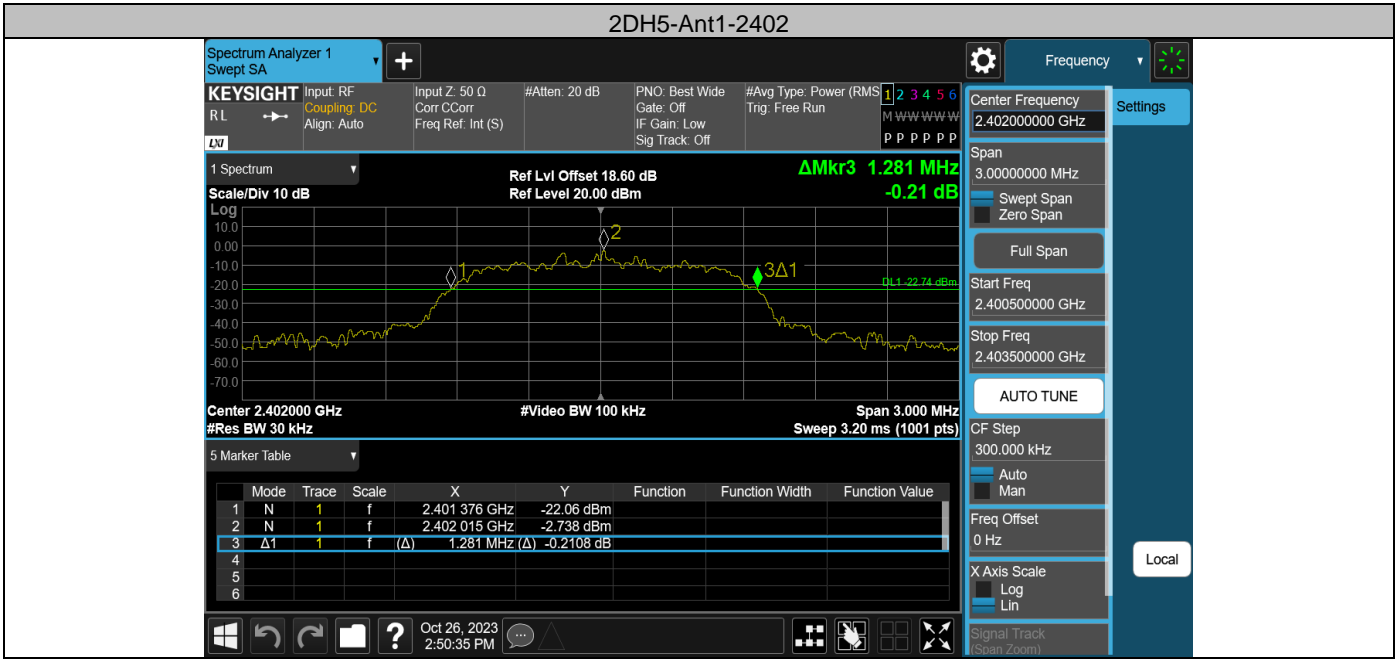 2DH5-Ant1-2402
Spectrum Analyzer 1
Swept SA
Frequency
KEYSIGHT
RL
LXI
Input: RF
Coupling: DC
Align: Auto
Input Z: 50 Ω
Corr CCorr
Freq Ref: Int (S)
#Atten: 20 dB
PNO: Best Wide
Gate: Off
IF Gain: Low
Sig Track: Off
#Avg Type: Power (RMS
Trig: Free Run
1 2 3 4 5 6
M W W W W W
P P P P P P
1 Spectrum
Scale/Div 10 dB
Ref Lvl Offset 18.60 dB
Ref Level 20.00 dBm
ΔMkr3 1.281 MHz
-0.21 dB
Log
10.0
0.00
-10.0
-20.0
-30.0
-40.0
-50.0
-60.0
-70.0
1
2
3Δ1
DL1 -22.74 dBm
Center 2.402000 GHz
#Video BW 100 kHz
Span 3.000 MHz
#Res BW 30 kHz
Sweep 3.20 ms (1001 pts)
5 Marker Table
Mode Trace Scale X Y Function Function Width Function Value
1 N 1 f 2.401 376 GHz -22.06 dBm
2 N 1 f 2.402 015 GHz -2.738 dBm
3 Δ1 1 f (Δ) 1.281 MHz (Δ) -0.2108 dB
4
5
6
Oct 26, 2023
2:50:35 PM
Center Frequency
2.402000000 GHz
Settings
Span
3.00000000 MHz
Swept Span
Zero Span
Full Span
Start Freq
2.400500000 GHz
Stop Freq
2.403500000 GHz
AUTO TUNE
CF Step
300.000 kHz
Auto
Man
Freq Offset
0 Hz
Local
X Axis Scale
Log
Lin
Signal Track
(Span Zoom)